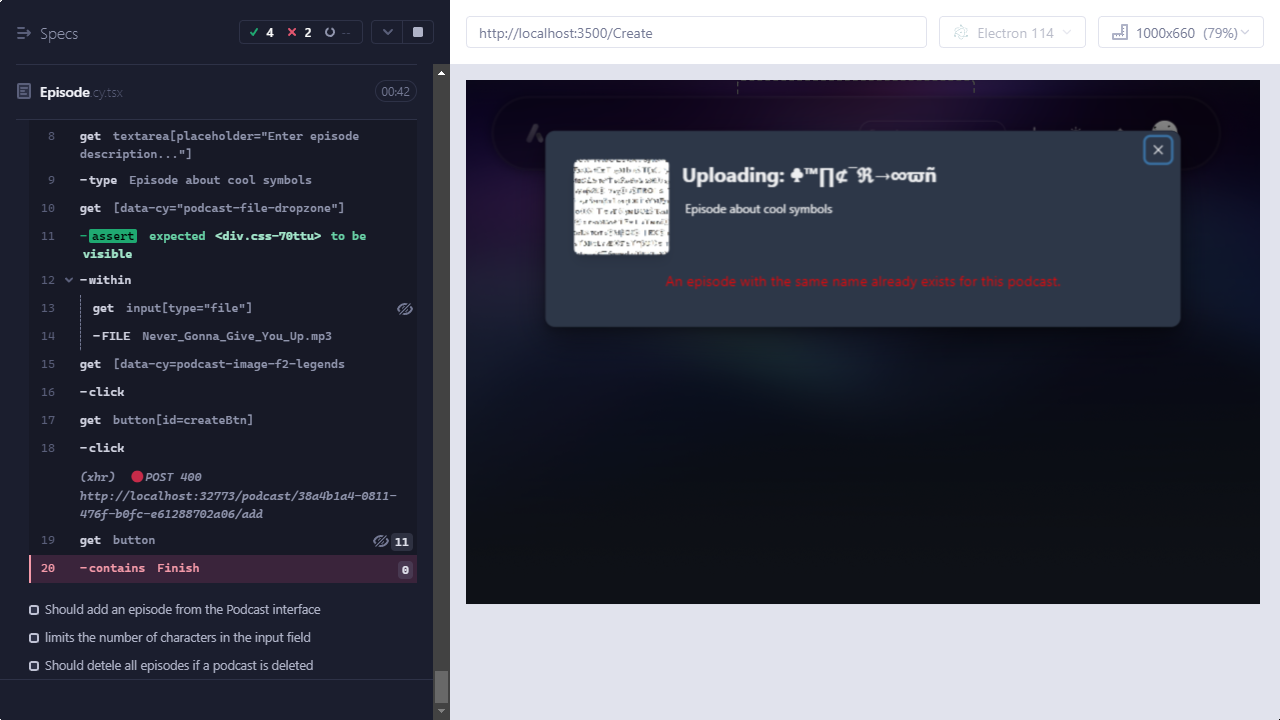 Specs
4
2
--
Episode.cy.tsx
00:42
8 get textarea[placeholder="Enter episode
description..."]
9 -type Episode about cool symbols
10 get [data-cy="podcast-file-dropzone"]
11 -assert expected <div.css-70ttu> to be
visible
12 -within
13 get input[type="file"]
14 -FILE Never_Gonna_Give_You_Up.mp3
15 get [data-cy=podcast-image-f2-legends
16 -click
17 get button[id=createBtn]
18 -click
(xhr) POST 400
http://localhost:32773/podcast/38a4b1a4-0811-
476f-b0fc-e61288702a06/add
19 get button 11
20 -contains Finish 0
Should add an episode from the Podcast interface
limits the number of characters in the input field
Should detele all episodes if a podcast is deleted
http://localhost:3500/Create
Electron 114
1000x660 (79%)
Uploading: ♣™∏⊄‾ℜ→∞ϖñ
Episode about cool symbols
An episode with the same name already exists for this podcast.